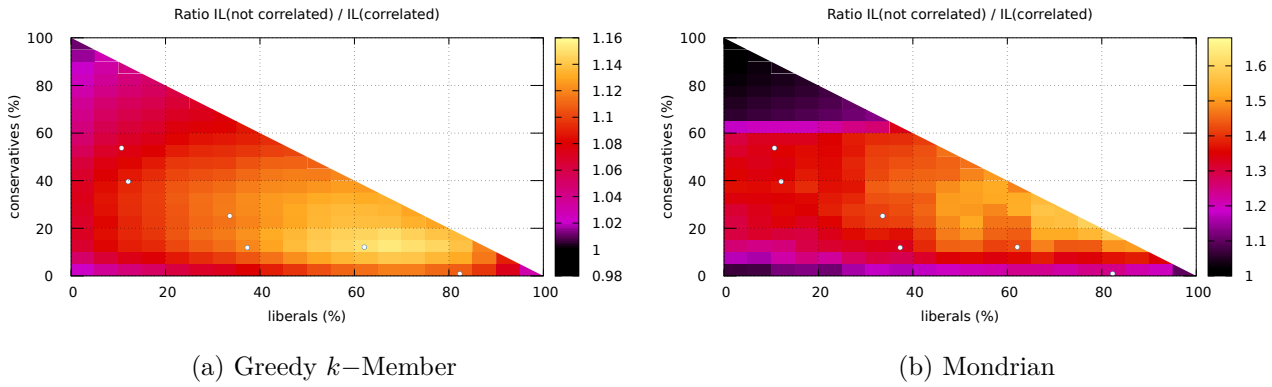 Ratio IL(not correlated) / IL(correlated)
100
80
60
40
20
0
conservatives (%)
0 20 40 60 80 100
liberals (%)
1.16
1.14
1.12
1.1
1.08
1.06
1.04
1.02
1
0.98
(a) Greedy k−Member
Ratio IL(not correlated) / IL(correlated)
100
80
60
40
20
0
conservatives (%)
0 20 40 60 80 100
liberals (%)
1.6
1.5
1.4
1.3
1.2
1.1
1
(b) Mondrian